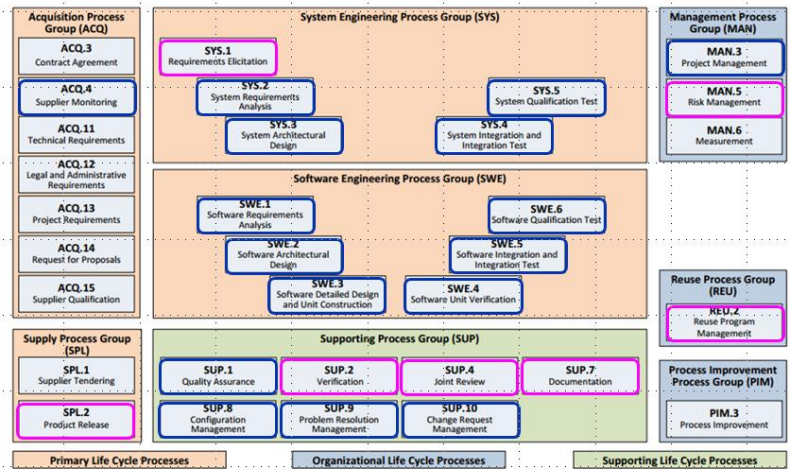 Acquisition Process
Group (ACQ)
ACQ.3
Contract Agreement
ACQ.4
Supplier Monitoring
ACQ.11
Technical Requirements
ACQ.12
Legal and Administrative
Requirements
ACQ.13
Project Requirements
ACQ.14
Request for Proposals
ACQ.15
Supplier Qualification
System Engineering Process Group (SYS)
SYS.1
Requirements Elicitation
SYS.2
System Requirements
Analysis
SYS.3
System Architectural
Design
SYS.5
System Qualification Test
SYS.4
System Integration and
Integration Test
Management Process
Group (MAN)
MAN.3
Project Management
MAN.5
Risk Management
MAN.6
Measurement
Software Engineering Process Group (SWE)
SWE.1
Software Requirements
Analysis
SWE.2
Software Architectural
Design
SWE.3
Software Detailed Design
and Unit Construction
SWE.6
Software Qualification Test
SWE.5
Software Integration and
Integration Test
SWE.4
Software Unit Verification
Reuse Process Group
(REU)
REU.2
Reuse Program
Management
Supply Process Group
(SPL)
SPL.1
Supplier Tendering
SPL.2
Product Release
Supporting Process Group (SUP)
SUP.1
Quality Assurance
SUP.2
Verification
SUP.4
Joint Review
SUP.7
Documentation
SUP.8
Configuration
Management
SUP.9
Problem Resolution
Management
SUP.10
Change Request
Management
Process Improvement
Process Group (PIM)
PIM.3
Process Improvement
Primary Life Cycle Processes
Organizational Life Cycle Processes
Supporting Life Cycle Processes